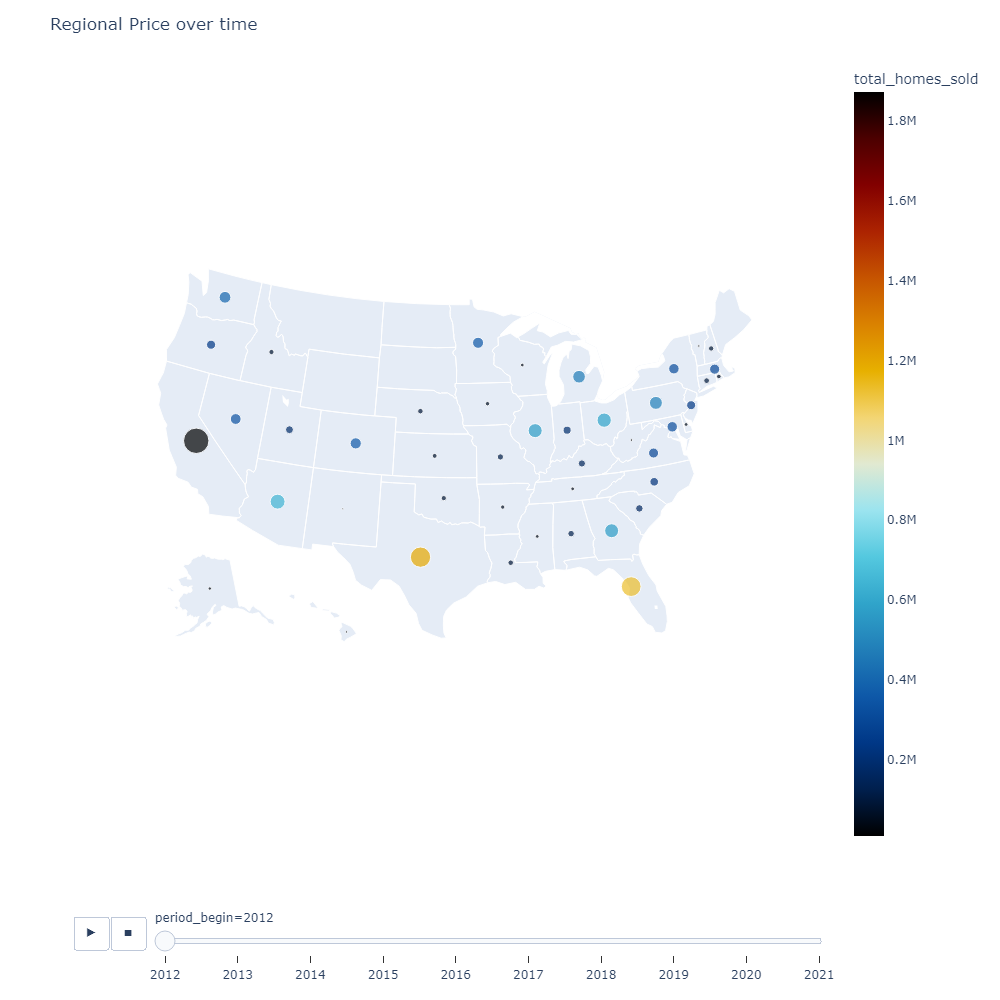 Regional Price over time
total_homes_sold
1.8M
1.6M
1.4M
1.2M
1M
0.8M
0.6M
0.4M
0.2M
period_begin=2012
2012 2013 2014 2015 2016 2017 2018 2019 2020 2021